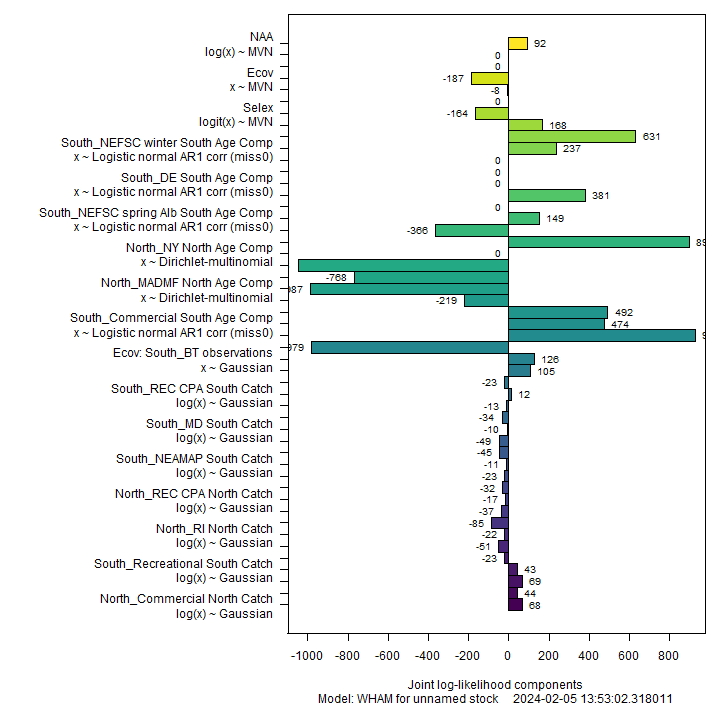 NAA
log(x) ~ MVN
Ecov
x ~ MVN
Selex
logit(x) ~ MVN
South_NEFSC winter South Age Comp
x ~ Logistic normal AR1 corr (miss0)
South_DE South Age Comp
x ~ Logistic normal AR1 corr (miss0)
South_NEFSC spring Alb South Age Comp
x ~ Logistic normal AR1 corr (miss0)
North_NY North Age Comp
x ~ Dirichlet-multinomial
North_MADMF North Age Comp
x ~ Dirichlet-multinomial
South_Commercial South Age Comp
x ~ Logistic normal AR1 corr (miss0)
Ecov: South_BT observations
x ~ Gaussian
South_REC CPA South Catch
log(x) ~ Gaussian
South_MD South Catch
log(x) ~ Gaussian
South_NEAMAP South Catch
log(x) ~ Gaussian
North_REC CPA North Catch
log(x) ~ Gaussian
North_RI North Catch
log(x) ~ Gaussian
South_Recreational South Catch
log(x) ~ Gaussian
North_Commercial North Catch
log(x) ~ Gaussian
92
0
0
-187
-8
0
-164
168
631
237
0
0
0
381
0
149
-366
0
-768
-219
492
474
126
105
-23
12
-13
-34
-10
-49
-45
-11
-23
-32
-17
-37
-85
-22
-51
-23
43
69
44
68
-1000 -800 -600 -400 -200 0 200 400 600 800
Joint log-likelihood components
Model: WHAM for unnamed stock 2024-02-05 13:53:02.318011